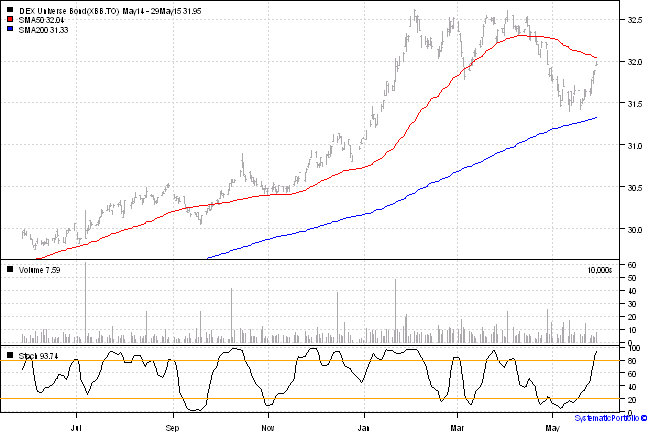 DEX Universe Bond(XBB.TO) May14 - 29May15 31.95
SMA50 32.04
SMA200 31.33
32.5
32.0
31.5
31.0
30.5
30.0
Volume 7.59
10,000s
60
50
40
30
20
10
0
Stoch 93.74
100
80
60
40
20
0
Jul Sep Nov Jan Mar May
SystematicPortfolio ©